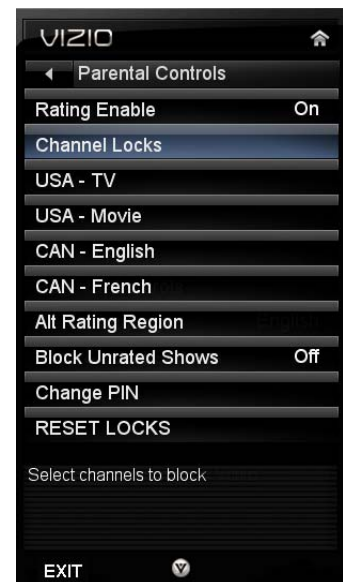 VIZIO
Parental Controls
Rating Enable On
Channel Locks
USA - TV
USA - Movie
CAN - English
CAN - French
Alt Rating Region
Block Unrated Shows Off
Change PIN
RESET LOCKS
Select channels to block
EXIT V